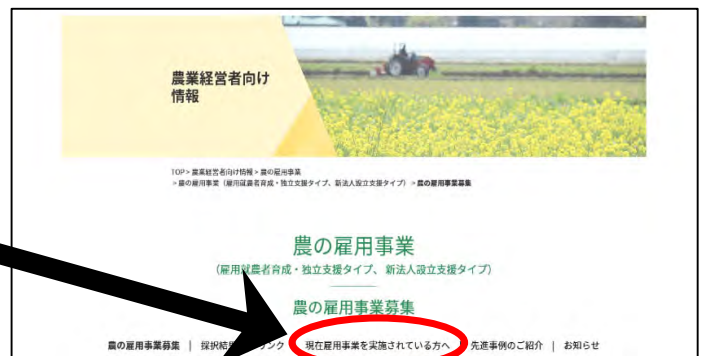 農業経営者向け
情報
TOP> 農業経営者向け情報> 農の雇用事業
> 農の雇用事業（雇用就農者育成・独立支援タイプ、新法人設立支援タイプ）> 農の雇用事業募集
農の雇用事業
（雇用就農者育成・独立支援タイプ、新法人設立支援タイプ）
農の雇用事業募集
農の雇用事業募集 | 採択結 ンク 現在雇用事業を実施されている方へ 先進事例のご紹介 | お知らせ